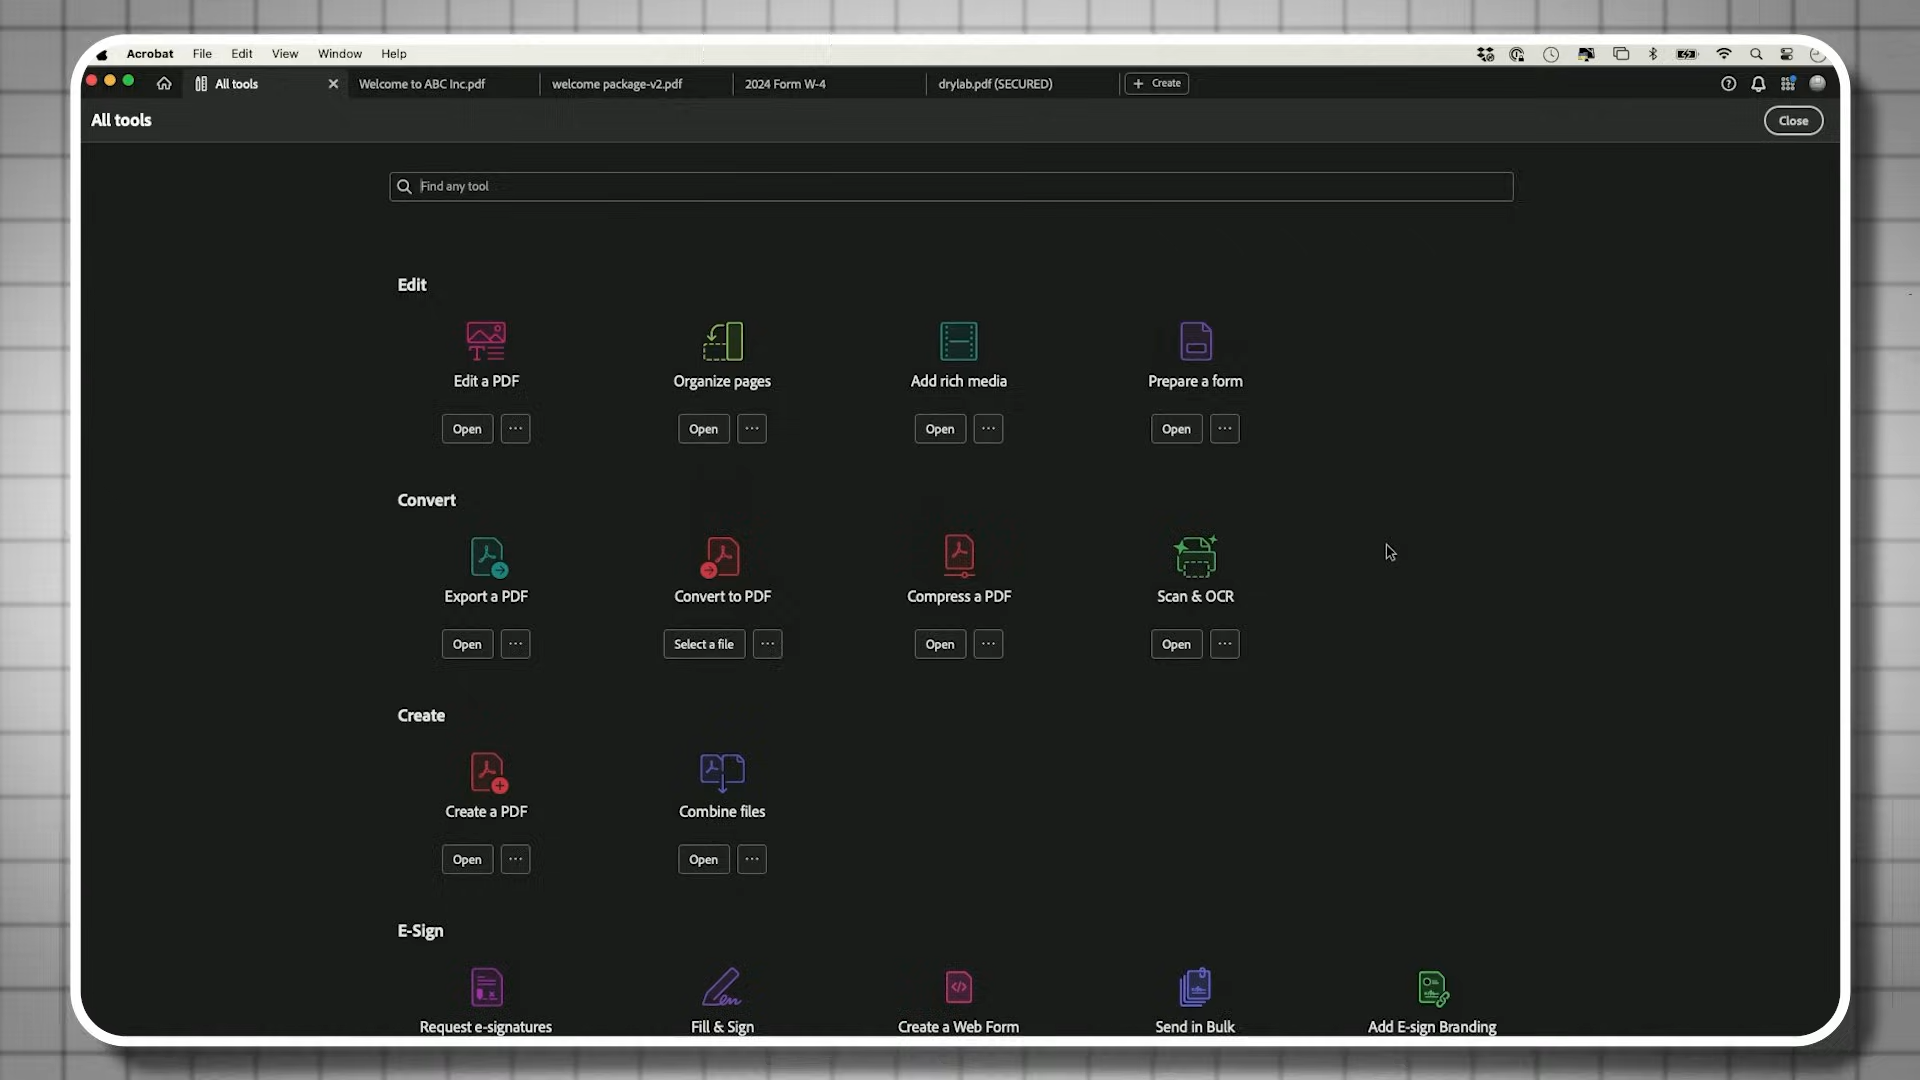 Acrobat File Edit View Window Help
All tools Welcome to ABC Inc.pdf welcome package-v2.pdf 2024 Form W-4 drylab.pdf (SECURED) + Create
All tools Close
Find any tool
Edit
Edit a PDF Organize pages Add rich media Prepare a form
Open ... Open ... Open ... Open ...
Convert
Export a PDF Convert to PDF Compress a PDF Scan & OCR
Open ... Select a file ... Open ... Open ...
Create
Create a PDF Combine files
Open ... Open ...
E-Sign
Request e-signatures Fill & Sign Create a Web Form Send in Bulk Add E-sign Branding